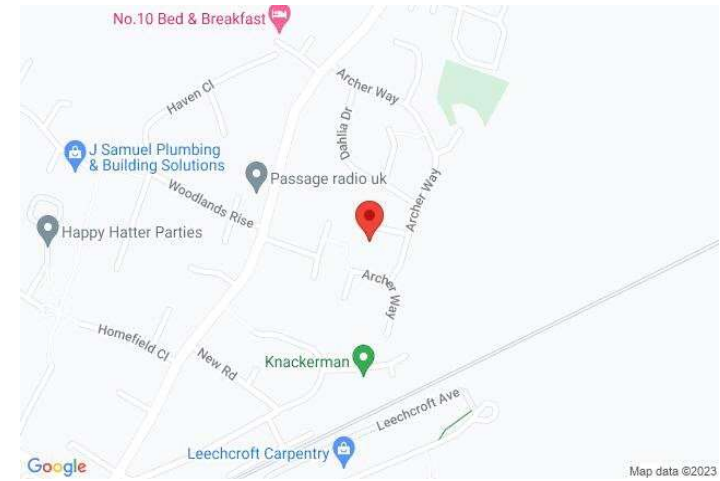 No.10 Bed & Breakfast
Archer Way
Haven Cl
Dahlia Dr
J Samuel Plumbing
& Building Solutions
Passage radio uk
Woodlands Rise
Archer Way
Happy Hatter Parties
Archer Way
Homefield Cl
New Rd
Knackerman
Leechcroft Ave
Leechcroft Carpentry
Google
Map data ©2023